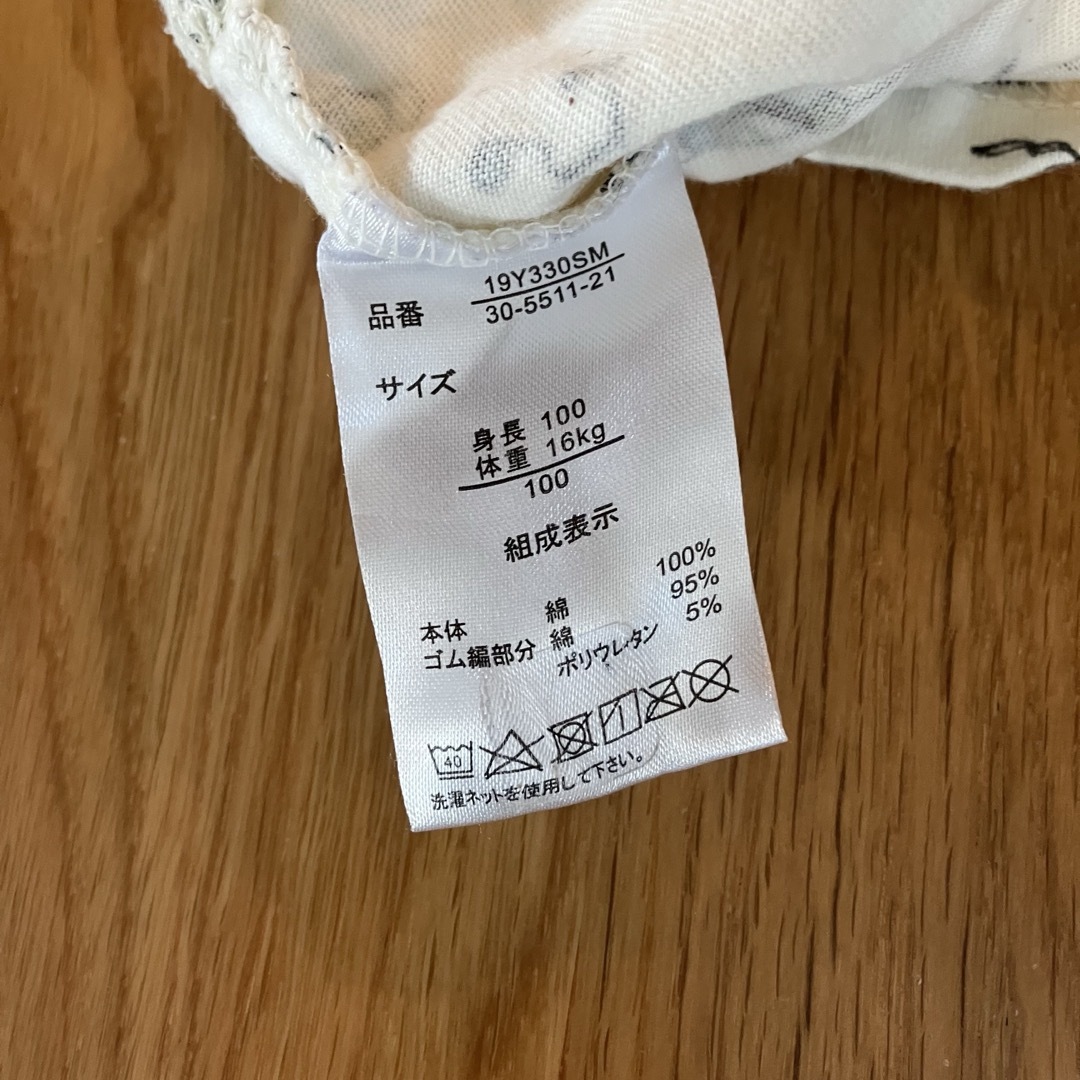 品番 19Y330SM
30-5511-21
サイズ
身長 100
体重 16kg
100
組成表示
本体 綿 100%
ゴム編部分 綿 95%
ポリウレタン 5%
40
洗濯ネットを使用して下さい。